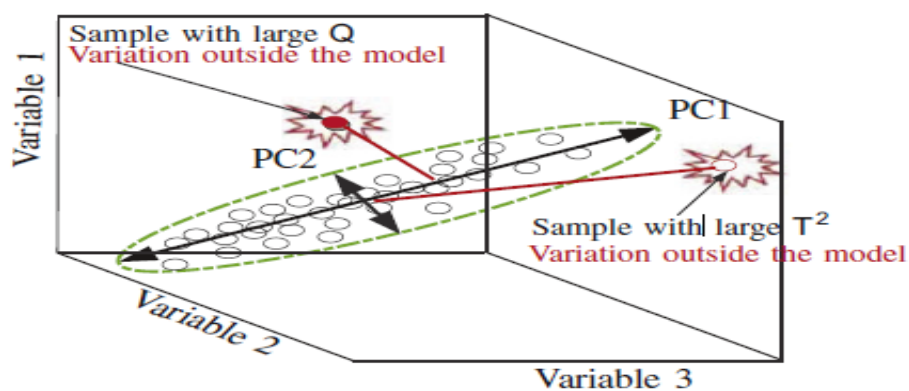 Sample with large Q
Variation outside the model
Variable 1
PC1
PC2
Sample with large T²
Variation outside the model
Variable 2
Variable 3